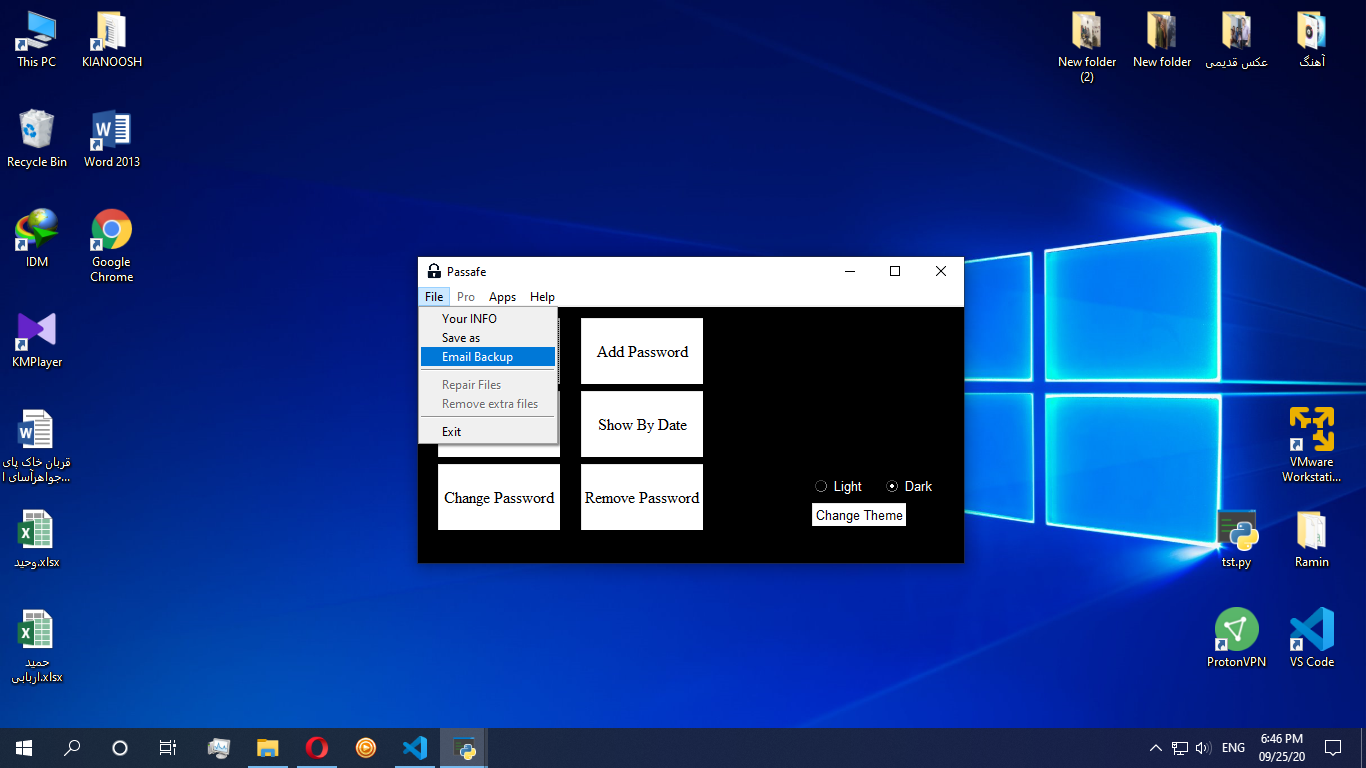 This PC
KIANOOSH
New folder
(2)
New folder
عکس قدیمی
آهنگ
Recycle Bin
Word 2013
IDM
Google
Chrome
KMPlayer
قربان خاک پای
جواهرآسای ا...
وحید.xlsx
حمید
اربابی.xlsx
Passafe
File
Pro
Apps
Help
Your INFO
Save as
Email Backup
Repair Files
Remove extra files
Exit
Add Password
Show By Date
Change Password
Remove Password
Light
Dark
Change Theme
VMware
Workstati...
tst.py
Ramin
ProtonVPN
VS Code
ENG
6:46 PM
09/25/20